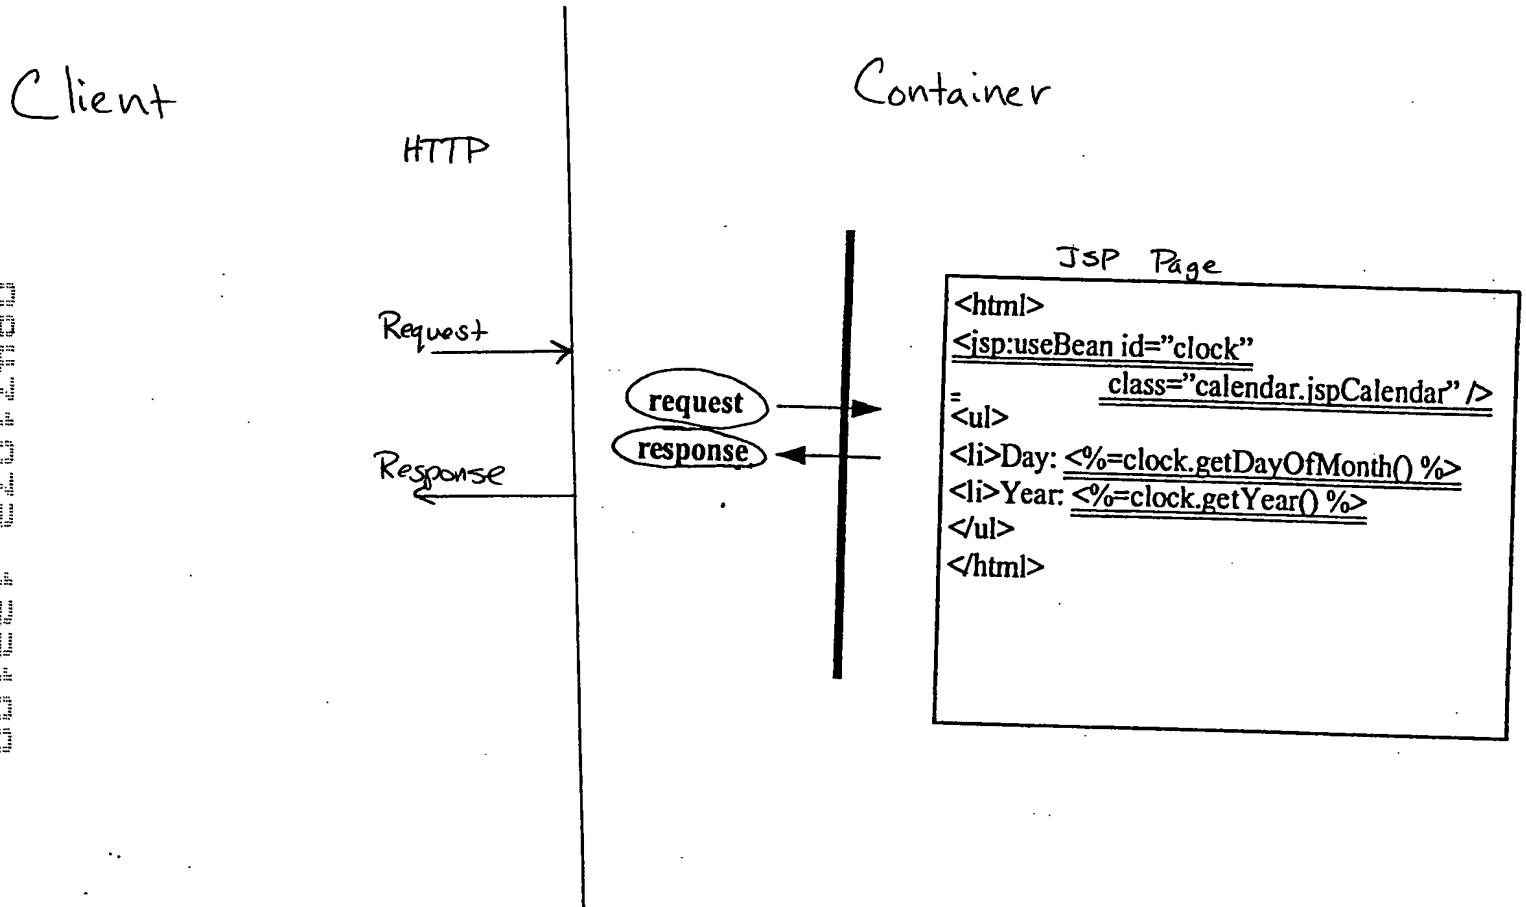 Client
Container
HTTP
JSP Page
Request
Response
request
response
<html>
<jsp:useBean id=”clock”
class=”calendar.jspCalendar” />
<ul>
<li>Day: <%=clock.getDayOfMonth() %>
<li>Year: <%=clock.getYear() %>
</ul>
</html>